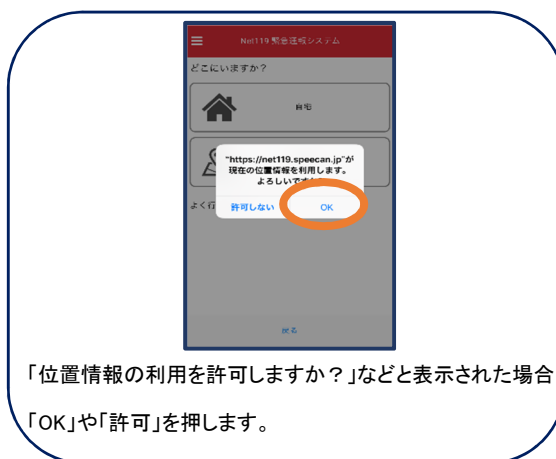 Net119 緊急通報システム
どこにいますか？
自宅
"https://net119.speecan.jp"が
現在の位置情報を利用します。
よろしいですか
よく行
許可しない
OK
戻る
「位置情報の利用を許可しますか？」などと表示された場合
「OK」や「許可」を押します。